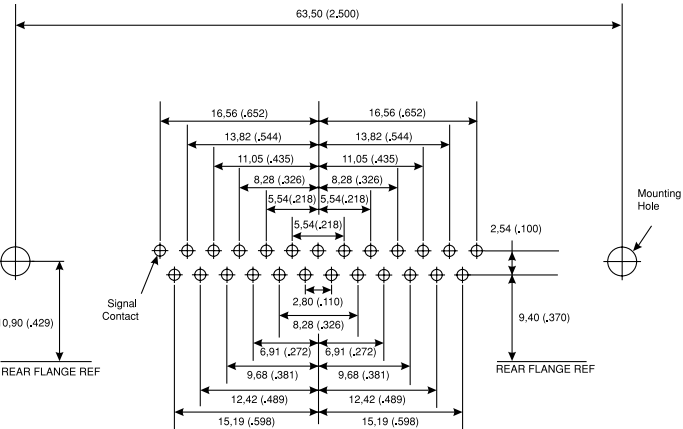 63,50 (2.500)
16,56 (.652) 16,56 (.652)
13,82 (.544) 13,82 (.544)
11,05 (.435) 11,05 (.435)
8,28 (.326) 8,28 (.326)
5,54(.218) 5,54(.218)
5,54(.218)
Mounting
Hole
2,54 (.100)
Signal
Contact
2,80 (.110)
8,28 (.326)
0,90 (.429)
9,40 (.370)
6,91 (.272) 6,91 (.272)
REAR FLANGE REF REAR FLANGE REF
9,68 (.381) 9,68 (.381)
12,42 (.489) 12,42 (.489)
15,19 (.598) 15,19 (.598)